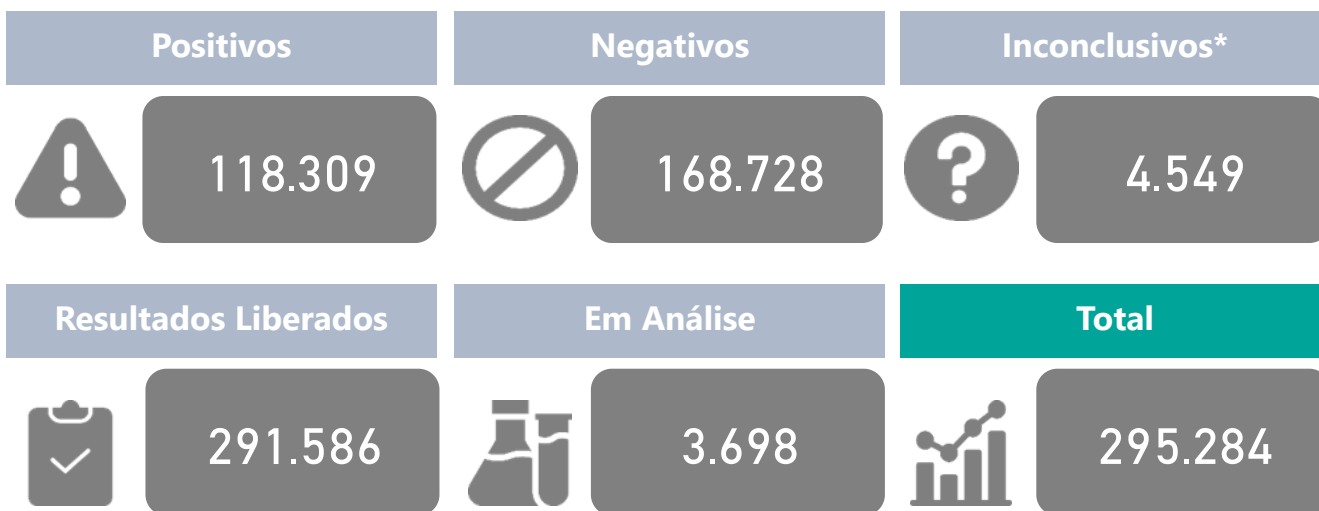 Positivos
Negativos
Inconclusivos*
118.309
168.728
4.549
Resultados Liberados
Em Análise
Total
291.586
3.698
295.284